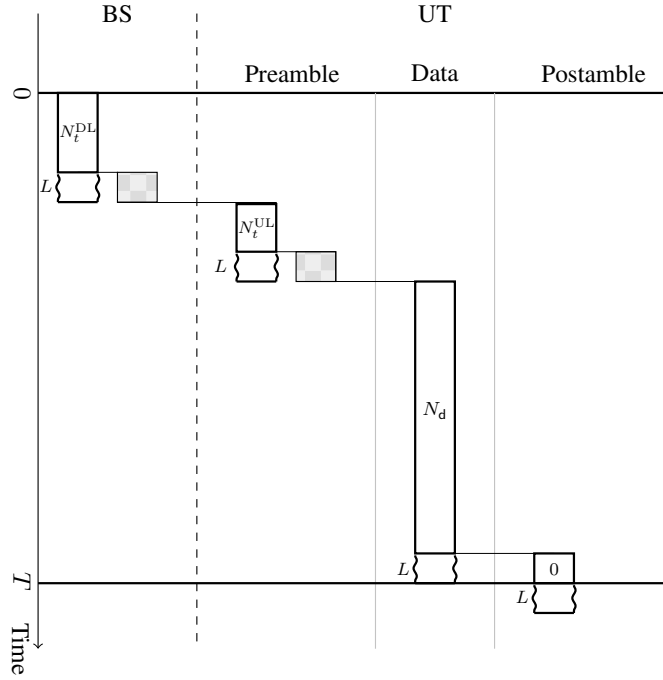 BS UT
Preamble Data Postamble
0
N_t^DL
L
N_t^UL
L
N_d
L 0
T
L
Time